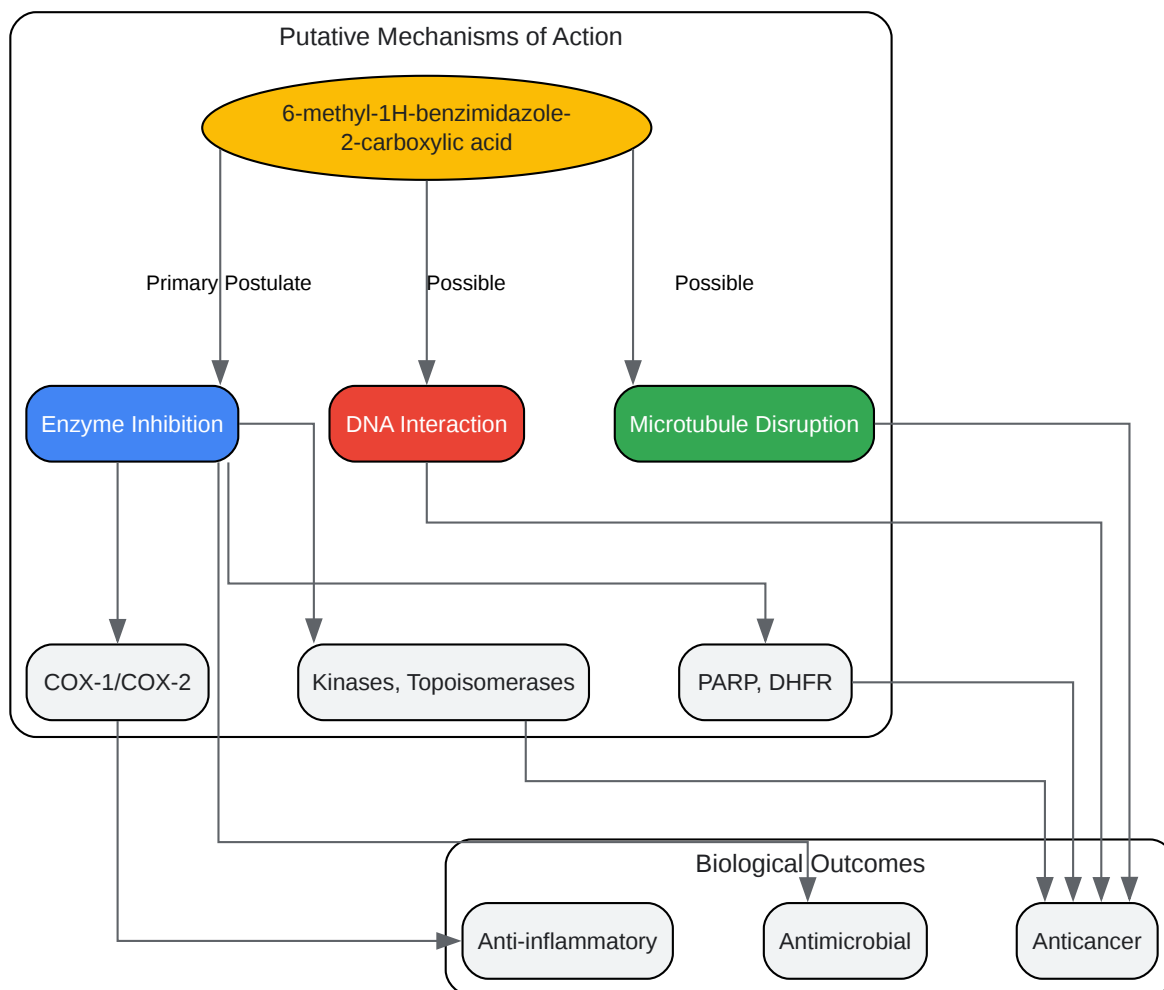 Putative Mechanisms of Action
6-methyl-1H-benzimidazole-
2-carboxylic acid
Primary Postulate
Possible
Possible
Enzyme Inhibition
DNA Interaction
Microtubule Disruption
COX-1/COX-2
Kinases, Topoisomerases
PARP, DHFR
Biological Outcomes
Anti-inflammatory
Antimicrobial
Anticancer